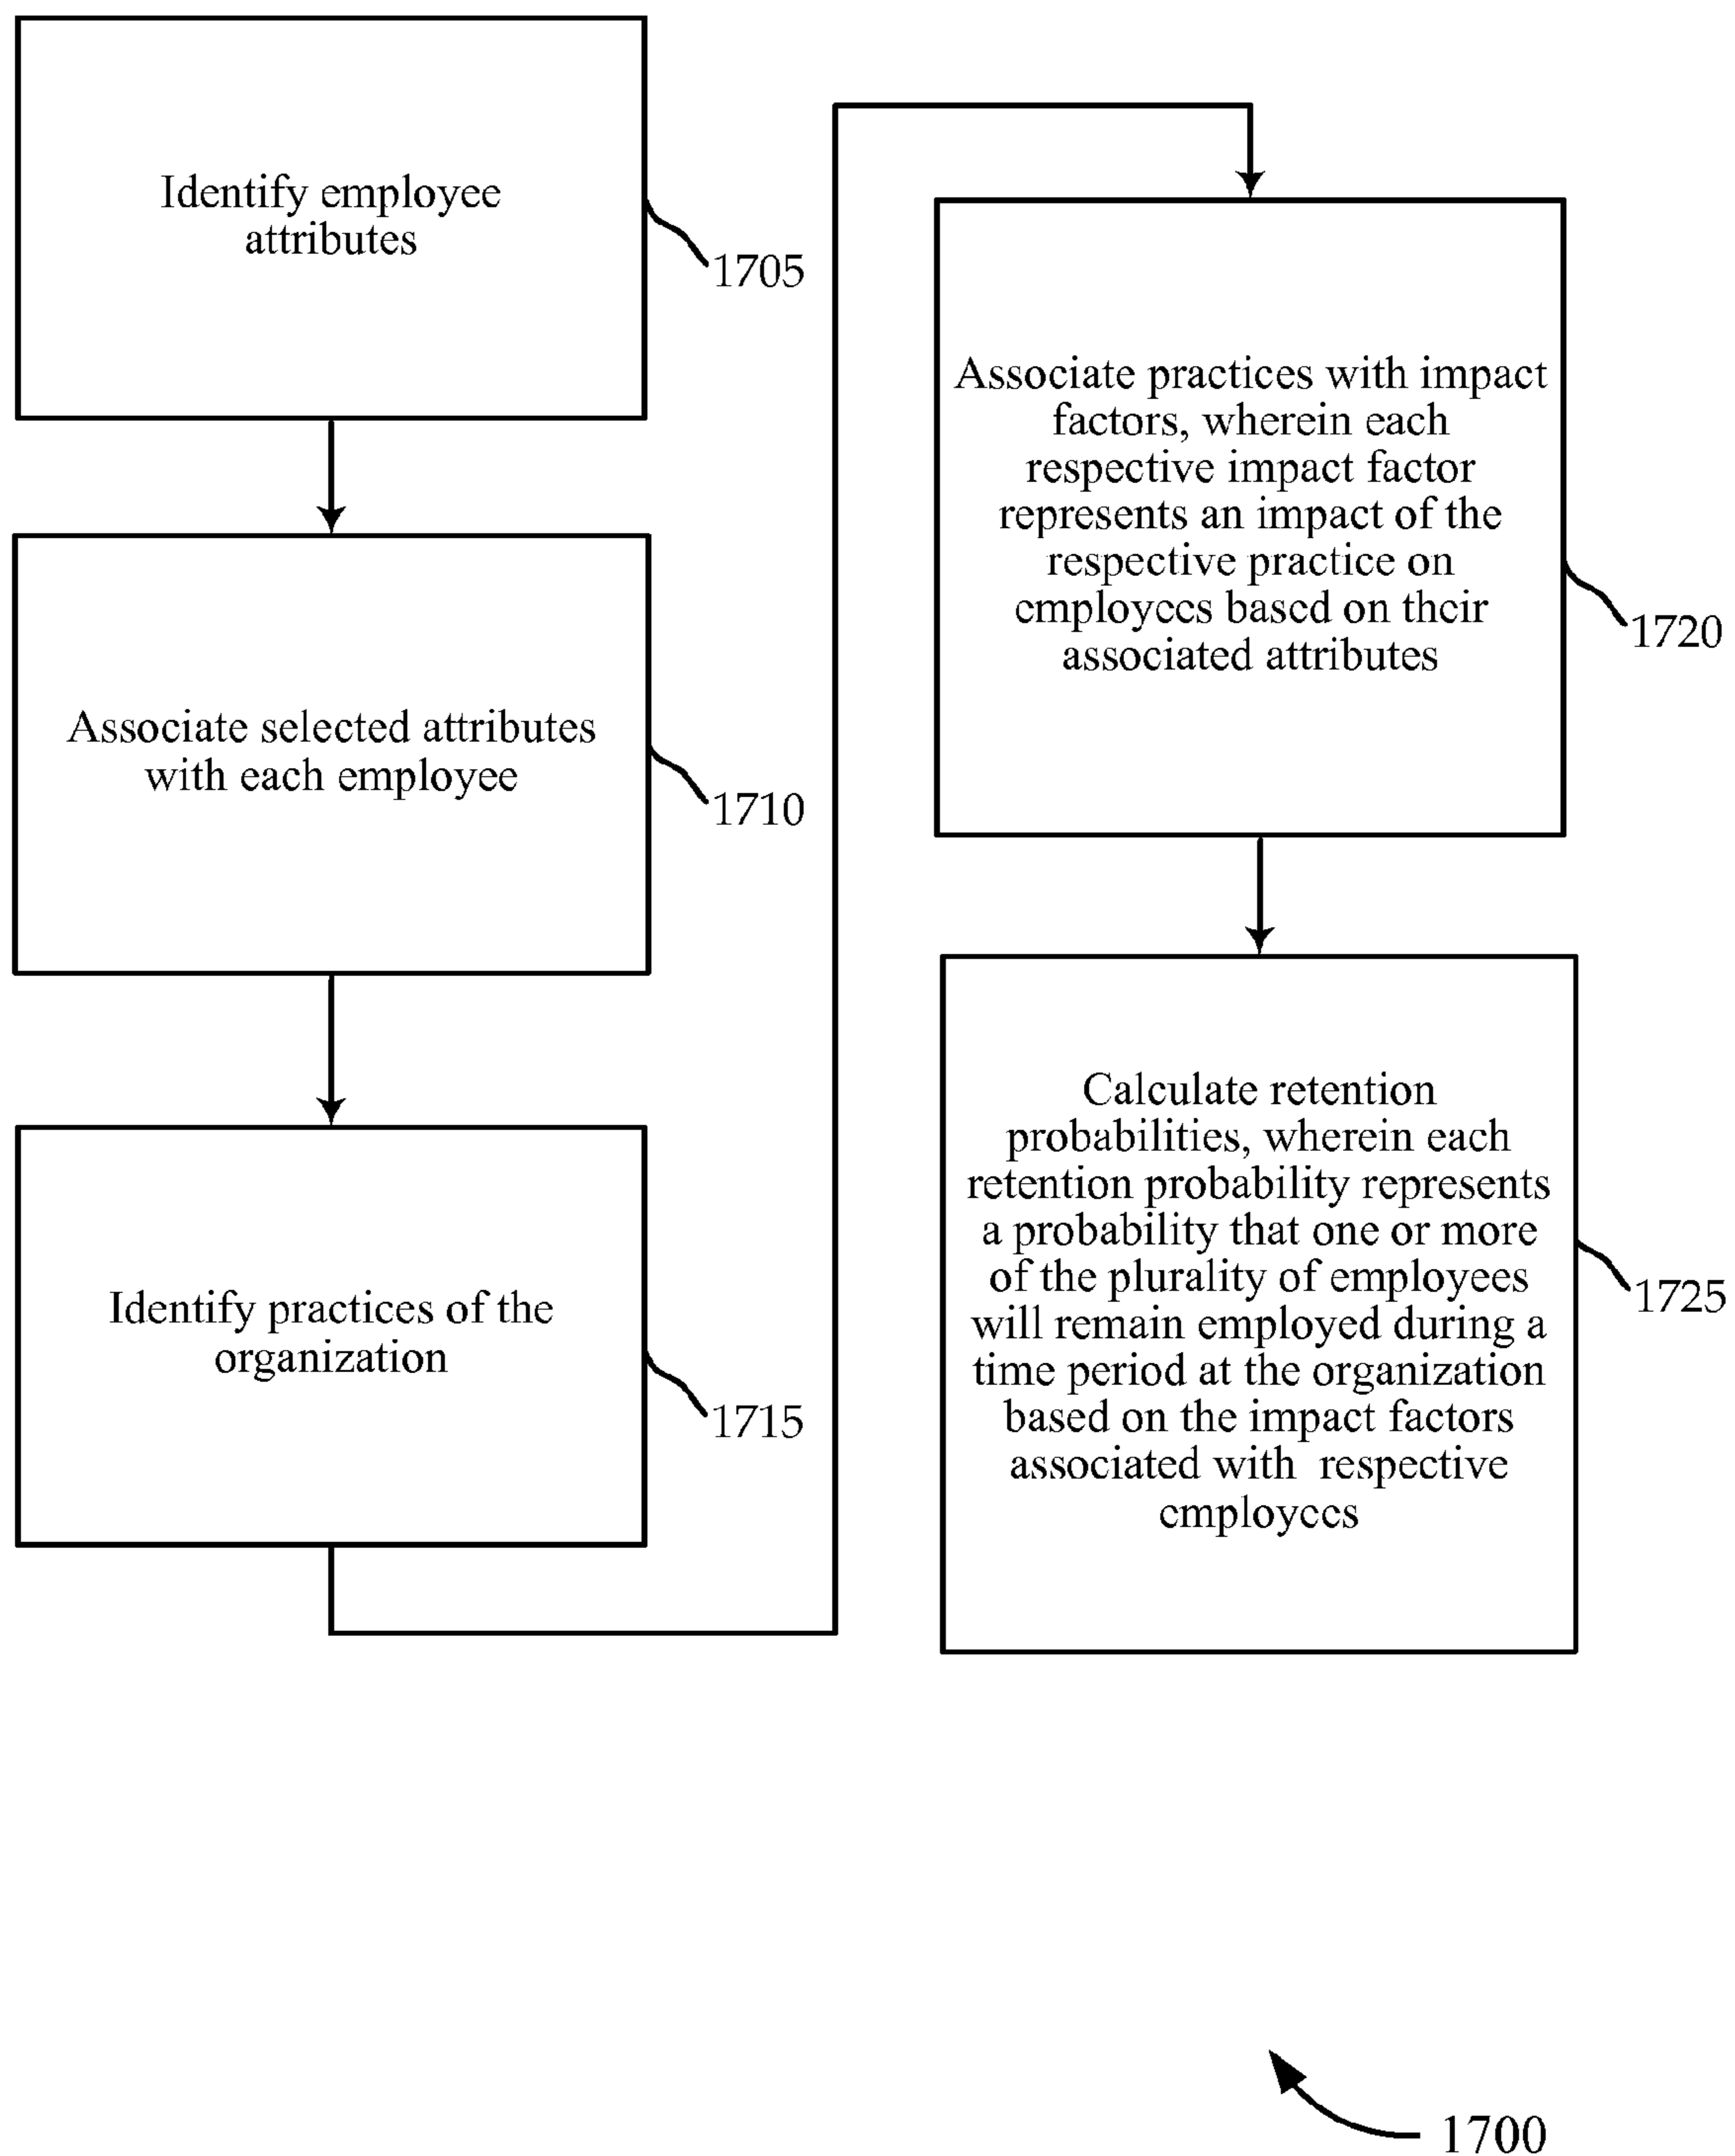 Identify employee
attributes
1705
Associate selected attributes
with each employee
1710
Identify practices of the
organization
1715
Associate practices with impact
factors, wherein each
respective impact factor
represents an impact of the
respective practice on
employees based on their
associated attributes
1720
Calculate retention
probabilities, wherein each
retention probability represents
a probability that one or more
of the plurality of employees
will remain employed during a
time period at the organization
based on the impact factors
associated with respective
employees
1725
1700